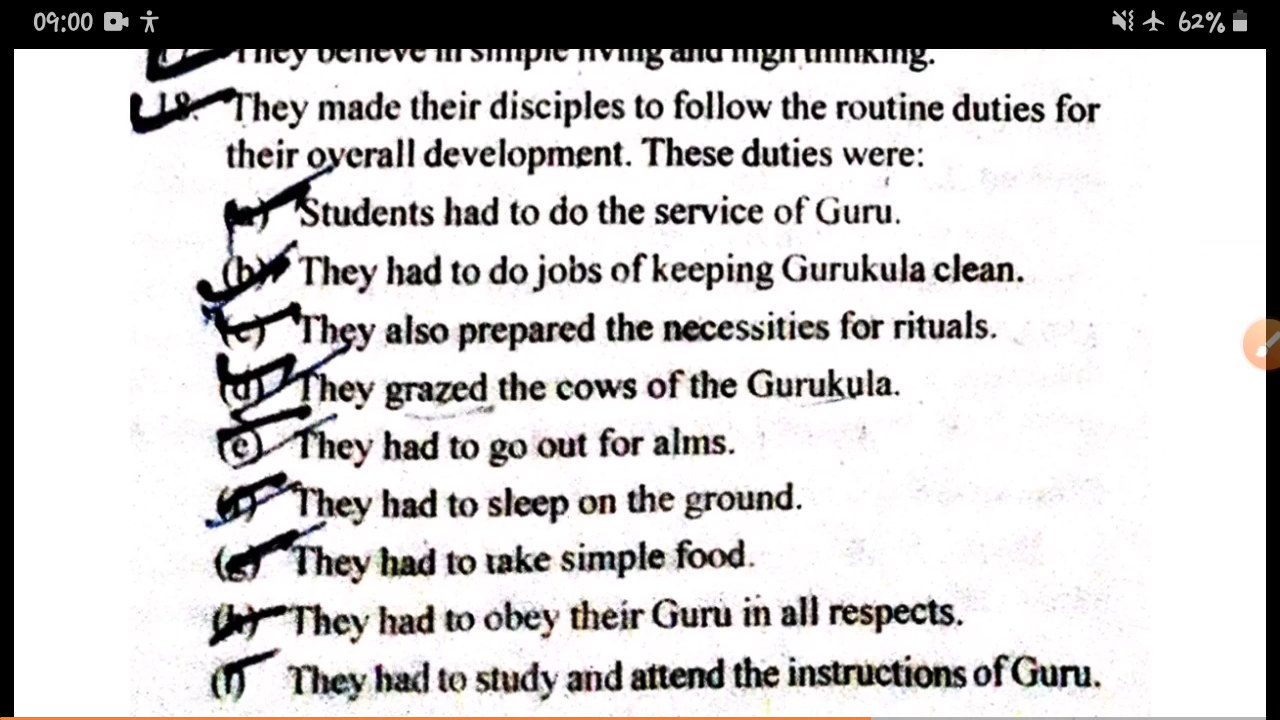 09:00 62%
They believe in simple living and high thinking.
18. They made their disciples to follow the routine duties for
their overall development. These duties were:
(a) Students had to do the service of Guru.
(b) They had to do jobs of keeping Gurukula clean.
(c) They also prepared the necessities for rituals.
(d) They grazed the cows of the Gurukula.
(e) They had to go out for alms.
They had to sleep on the ground.
(g) They had to take simple food.
(h) They had to obey their Guru in all respects.
They had to study and attend the instructions of Guru.